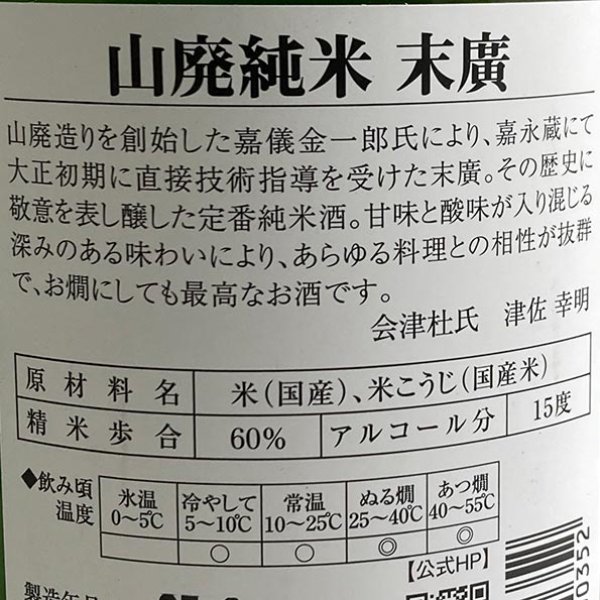 山廃純米 末廣
山廃造りを創始した嘉儀金一郎氏により、嘉永蔵にて
大正初期に直接技術指導を受けた末廣。その歴史に
敬意を表し醸した定番純米酒。甘味と酸味が入り混じる
深みのある味わいにより、あらゆる料理との相性が抜群
で、お燗にしても最高なお酒です。
会津杜氏 津佐 幸明
原材料名 米(国産)、米こうじ(国産米)
精米歩合 60% アルコール分 15度
◆飲み頃温度 氷温 冷やして 常温 ぬる燗 あつ燗
0~5℃ 5~10℃ 10~25℃ 25~40℃ 40~55℃
○ ○ ◎ ◎
【公式HP】
製造年月
0352